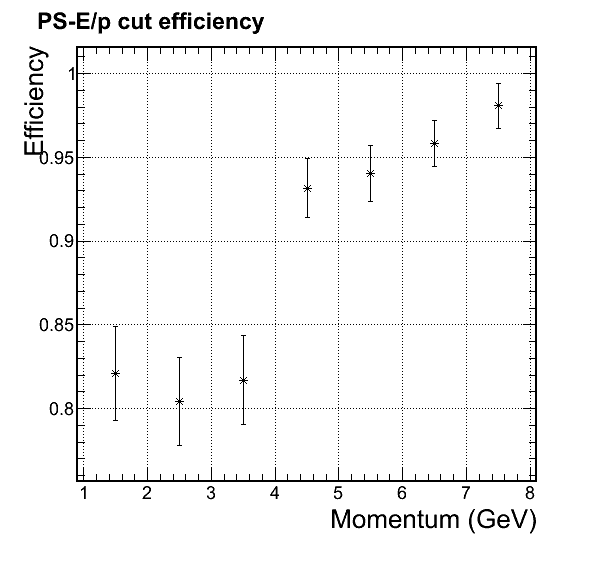 PS-E/p cut efficiency
Efficiency
1
0.95
0.9
0.85
0.8
1 2 3 4 5 6 7 8
Momentum (GeV)